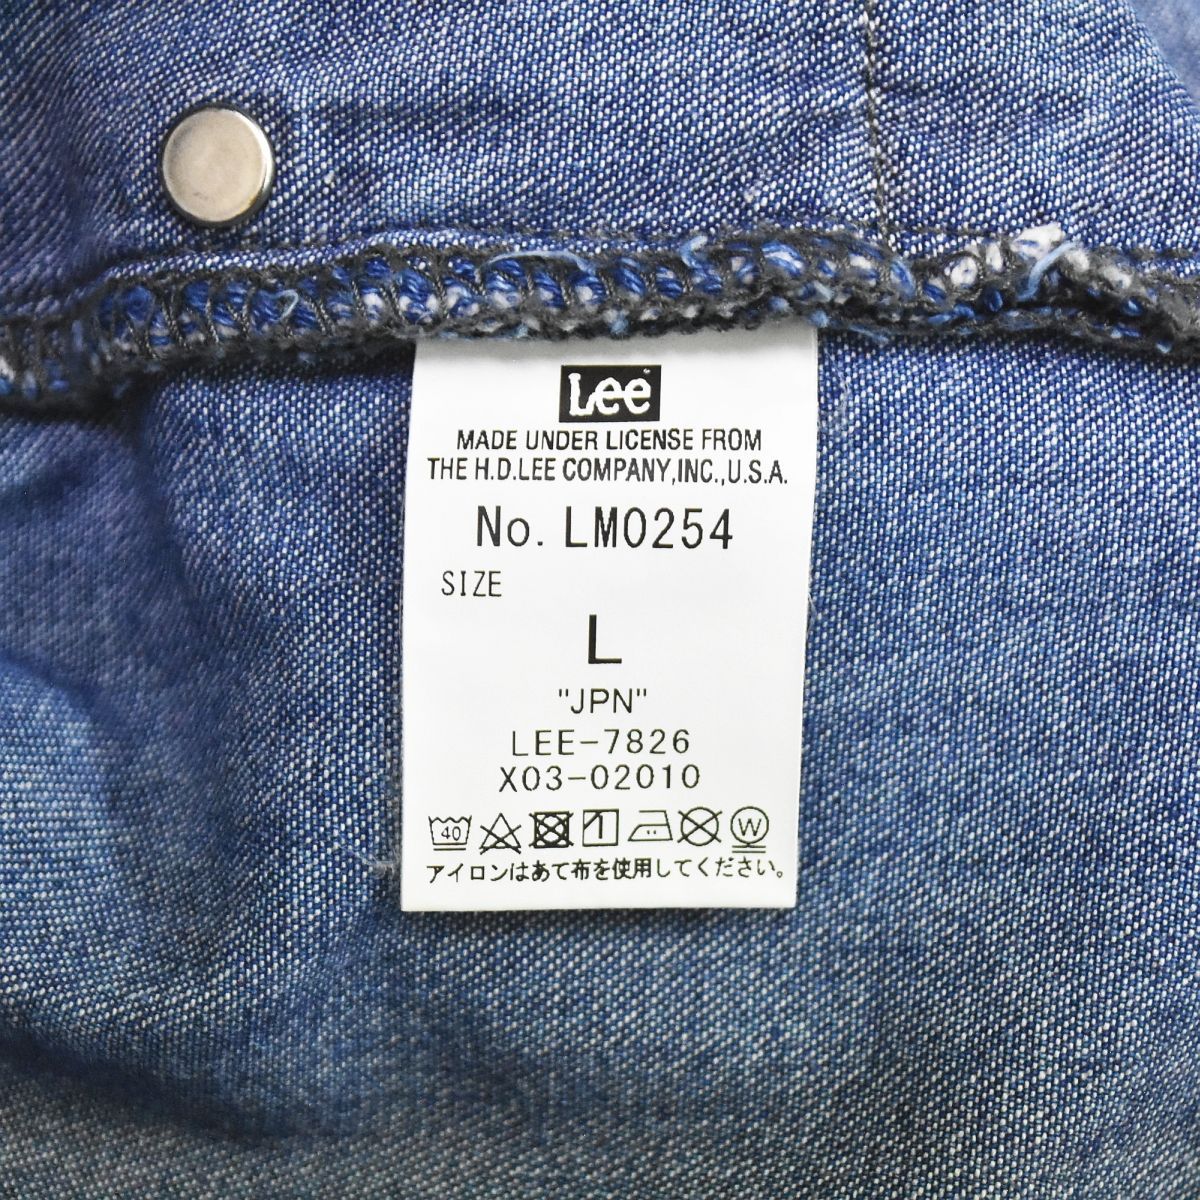 Lee
MADE UNDER LICENSE FROM
THE H.D.LEE COMPANY,INC.,U.S.A.
No. LM0254
SIZE
L
"JPN"
LEE-7826
X03-02010
40 W
アイロンはあて布を使用してください。